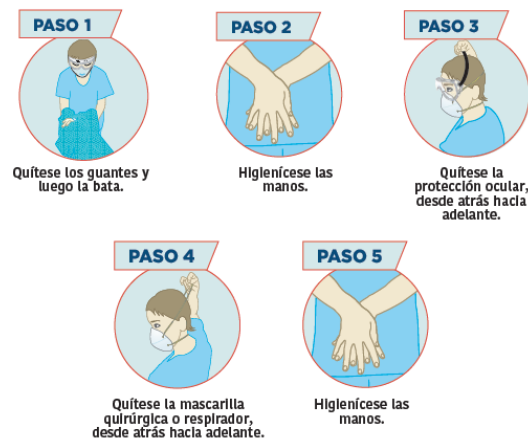 PASO 1
Quítese los guantes y
luego la bata.
PASO 2
Higienícese las
manos.
PASO 3
Quítese la
protección ocular,
desde atrás hacia
adelante.
PASO 4
Quítese la mascarilla
quirúrgica o respirador,
desde atrás hacia adelante.
PASO 5
Higienícese las
manos.